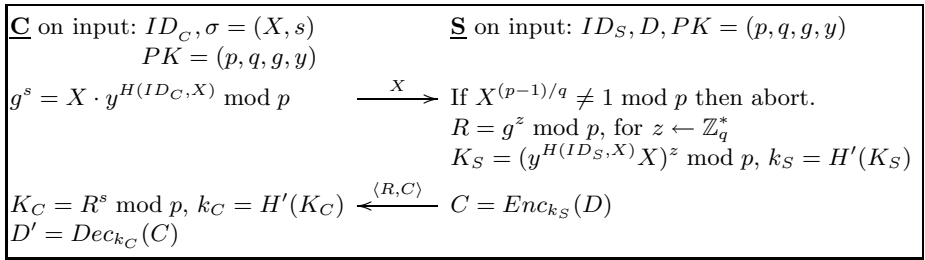 C on input: ID_C, σ = (X, s)
S on input: ID_S, D, PK = (p, q, g, y)
PK = (p, q, g, y)
g^s = X · y^{H(ID_C,X)} mod p
X
If X^{(p−1)/q} ≠ 1 mod p then abort.
R = g^z mod p, for z ← ℤ_q^*
K_S = (y^{H(ID_S,X)}X)^z mod p, k_S = H′(K_S)
K_C = R^s mod p, k_C = H′(K_C)
⟨R,C⟩
C = Enc_{k_S}(D)
D′ = Dec_{k_C}(C)